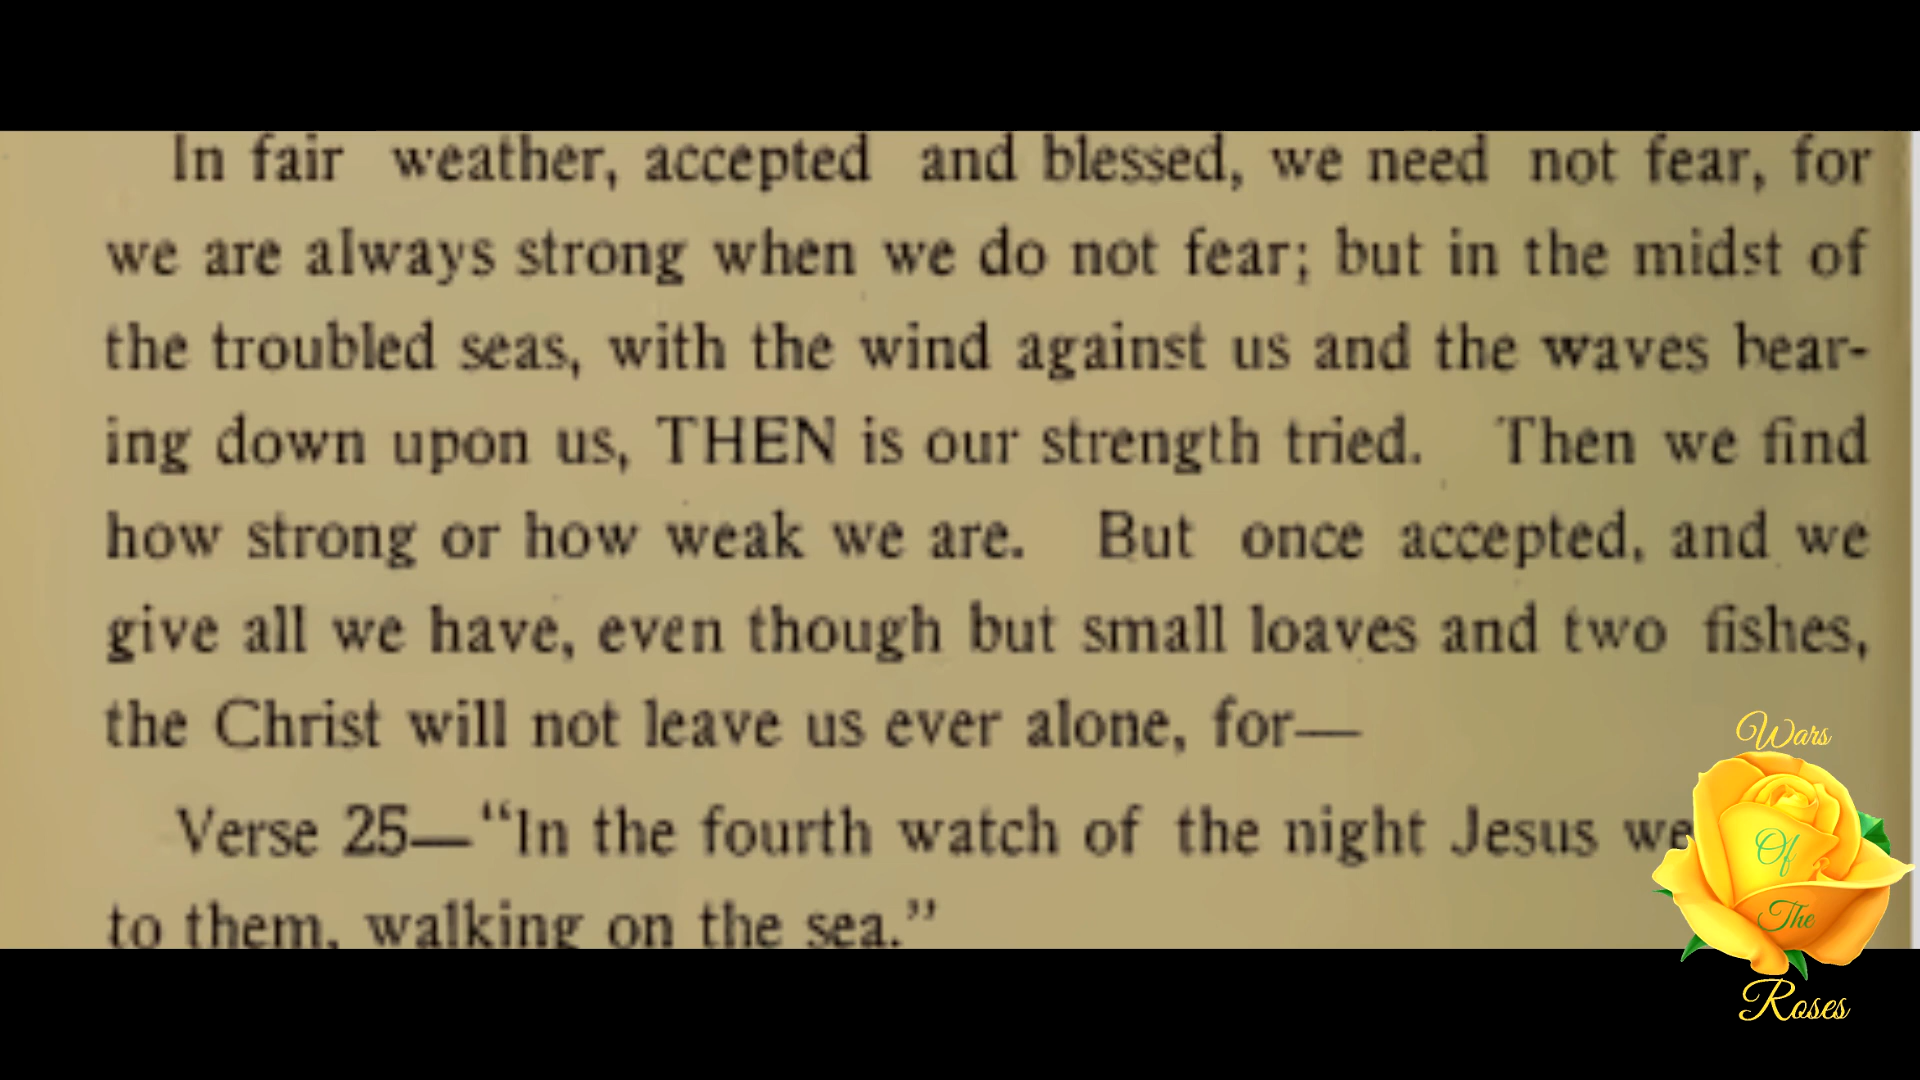 In fair weather, accepted and blessed, we need not fear, for
we are always strong when we do not fear; but in the midst of
the troubled seas, with the wind against us and the waves bear-
ing down upon us, THEN is our strength tried. Then we find
how strong or how weak we are. But once accepted, and we
give all we have, even though but small loaves and two fishes,
the Christ will not leave us ever alone, for—
Verse 25—“In the fourth watch of the night Jesus
to them, walking on the sea.”
Wars
Of
The
Roses